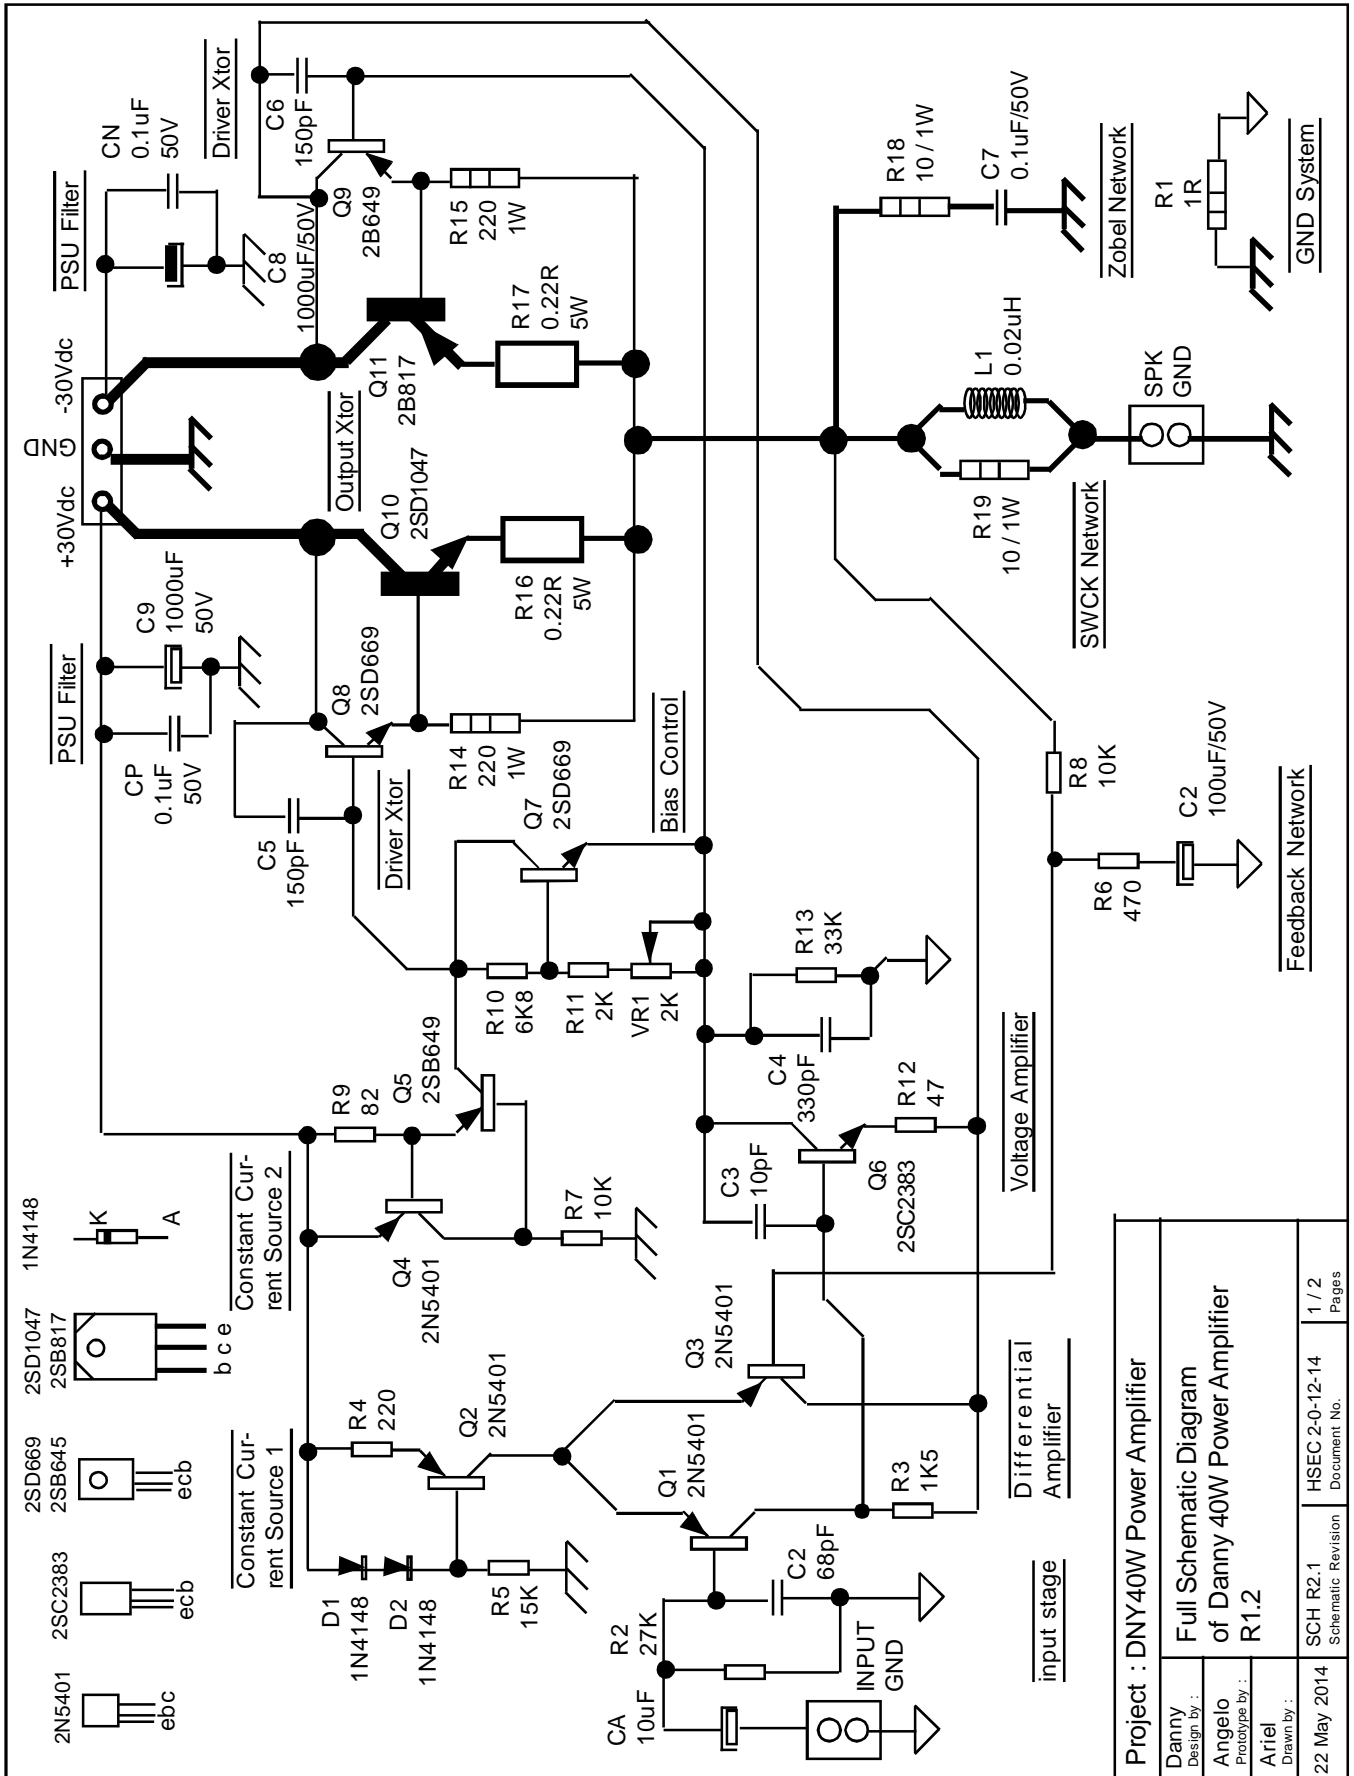 2N5401
ebc
2SC2383
ecb
2SD669
2SB645
ecb
2SD1047
2SB817
b c e
1N4148
K
A
PSU Filter
CP
0.1uF
50V
C9
1000uF
50V
+30Vdc
GND
-30Vdc
PSU Filter
CN
0.1uF
50V
C8
1000uF/50V
Driver Xtor
C6
150pF
Q9
2B649
R15
220
1W
Output Xtor
Q11
2B817
R17
0.22R
5W
Q10
2SD1047
R16
0.22R
5W
Q8
2SD669
R14
220
1W
C5
150pF
Driver Xtor
Q7
2SD669
Bias Control
Constant Cur-
rent Source 1
D1
1N4148
D2
1N4148
R5
15K
R4
220
Q2
2N5401
Constant Cur-
rent Source 2
Q4
2N5401
R9
82
Q5
2SB649
R7
10K
R10
6K8
R11
2K
VR1
2K
R13
33K
C4
330pF
C3
10pF
Q6
2SC2383
R12
47
Voltage Amplifier
CA
10uF
R2
27K
INPUT
GND
C2
68pF
Q1
2N5401
Q3
2N5401
R3
1K5
input stage
Differential
Amplifier
R8
10K
R6
470
C2
100uF/50V
Feedback Network
R18
10 / 1W
C7
0.1uF/50V
Zobel Network
R19
10 / 1W
L1
0.02uH
SWCK Network
SPK
GND
R1
1R
GND System
Project : DNY40W Power Amplifier
Danny
Design by :
Angelo
Prototype by :
Ariel
Drawn by :
22 May 2014
Full Schematic Diagram
of Danny 40W Power Amplifier
R1.2
SCH R2.1
Schematic Revision
HSEC 2-0-12-14
Document No.
1 / 2
Pages